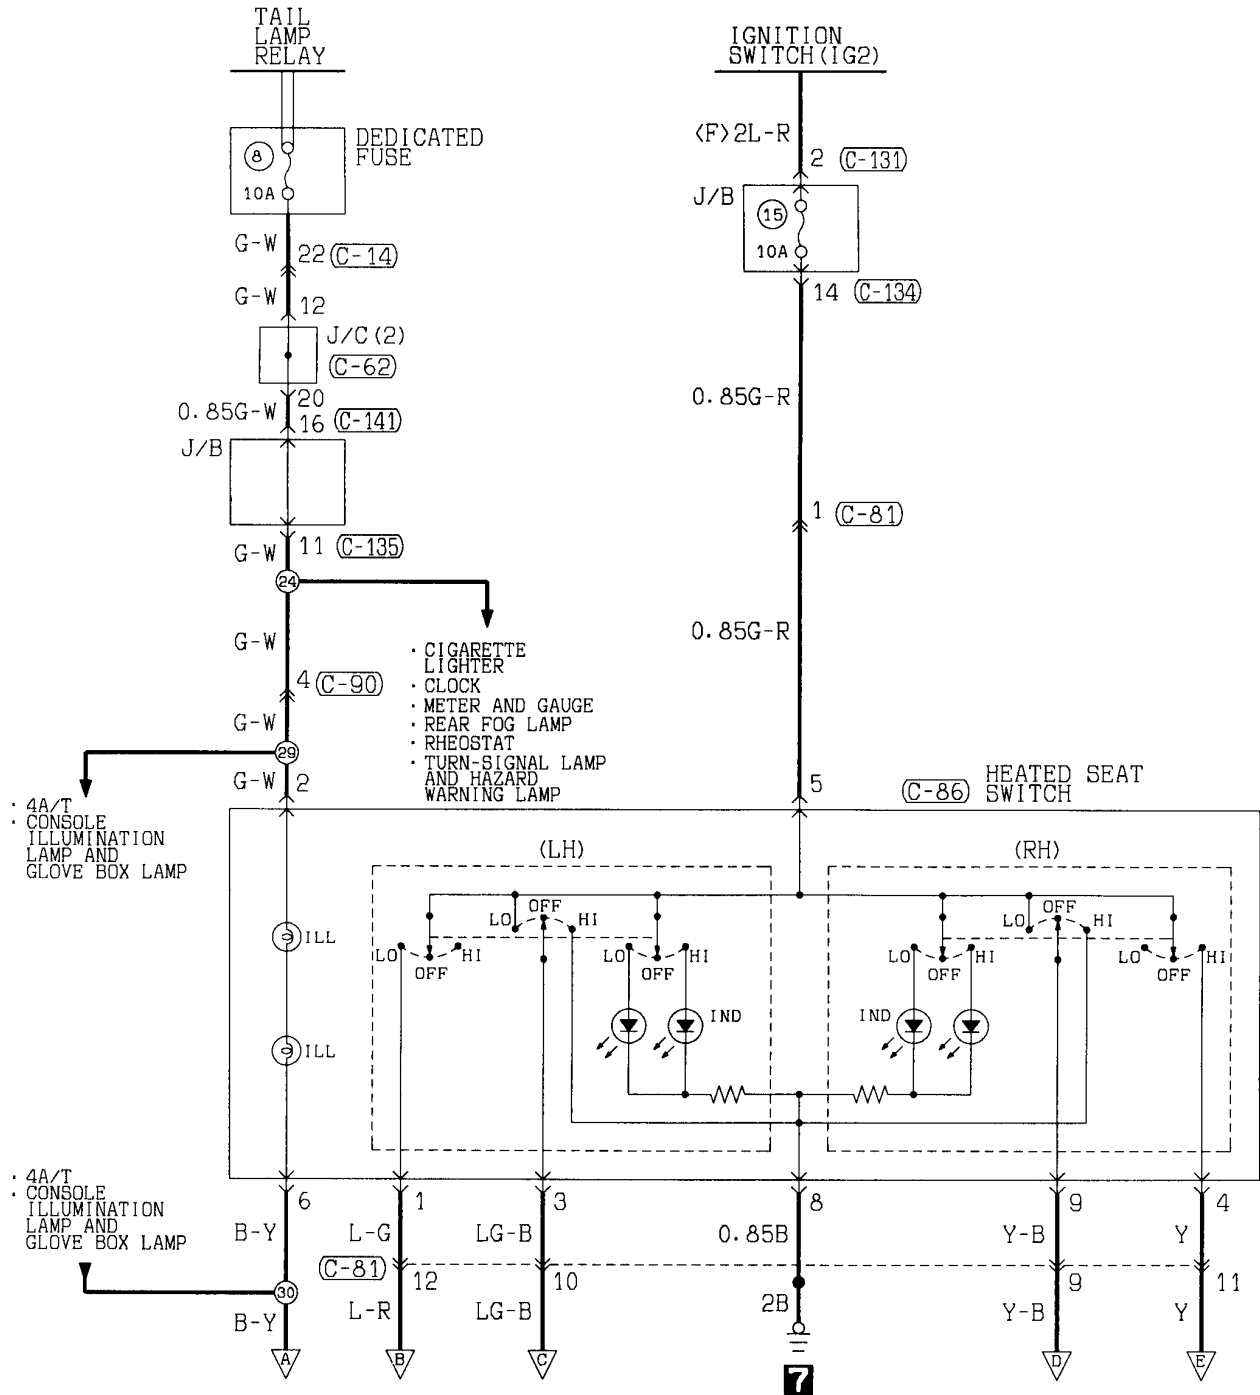 TAIL
LAMP
RELAY
IGNITION
SWITCH(IG2)
<F>2L-R
2 C-131
8
10A
DEDICATED
FUSE
J/B
15
10A
G-W
22 C-14
14 C-134
G-W
12
J/C(2)
C-62
20
0.85G-W
16 C-141
0.85G-R
J/B
1 C-81
11 C-135
G-W
24
0.85G-R
G-W
· CIGARETTE
LIGHTER
· CLOCK
· METER AND GAUGE
· REAR FOG LAMP
· RHEOSTAT
· TURN-SIGNAL LAMP
AND HAZARD
WARNING LAMP
4 C-90
G-W
29
G-W
2
5
C-86
HEATED SEAT
SWITCH
· 4A/T
· CONSOLE
ILLUMINATION
LAMP AND
GLOVE BOX LAMP
(LH)
(RH)
LO OFF HI
LO OFF HI
ILL
LO OFF HI
LO OFF HI
LO OFF HI
LO OFF HI
IND
IND
ILL
· 4A/T
· CONSOLE
ILLUMINATION
LAMP AND
GLOVE BOX LAMP
6
1
3
8
9
4
B-Y
L-G
LG-B
0.85B
Y-B
Y
C-81
12
10
9
11
30
B-Y
L-R
LG-B
2B
Y-B
Y
A
B
C
7
D
E